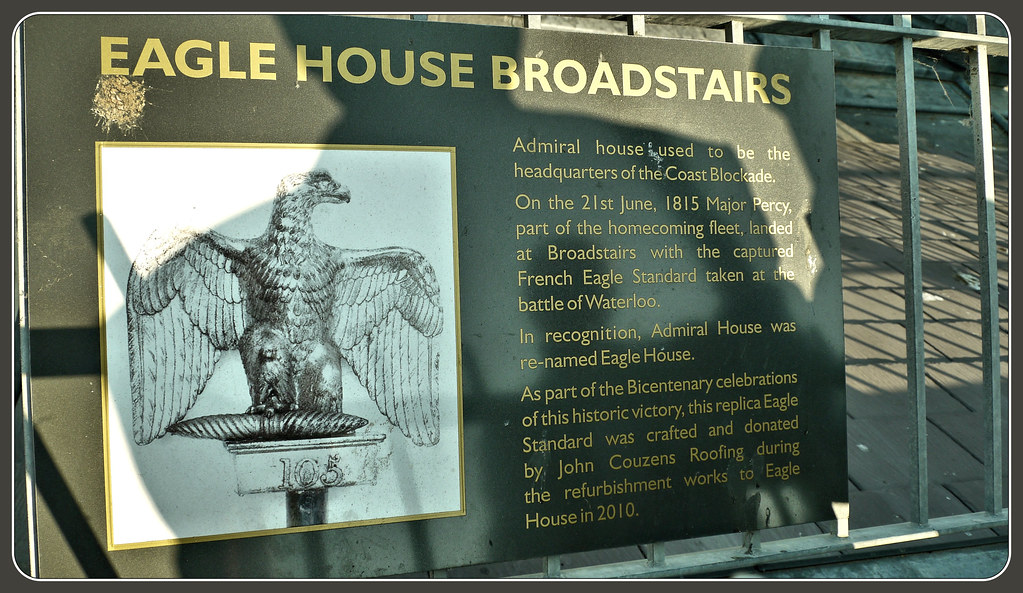 EAGLE HOUSE BROADSTAIRS
Admiral house used to be the
headquarters of the Coast Blockade.
On the 21st June, 1815 Major Percy,
part of the homecoming fleet, landed
at Broadstairs with the captured
French Eagle Standard taken at the
battle of Waterloo.
In recognition, Admiral House was
re-named Eagle House.
As part of the Bicentenary celebrations
of this historic victory, this replica Eagle
Standard was crafted and donated
by John Couzens Roofing during
the refurbishment works to Eagle
House in 2010.
105